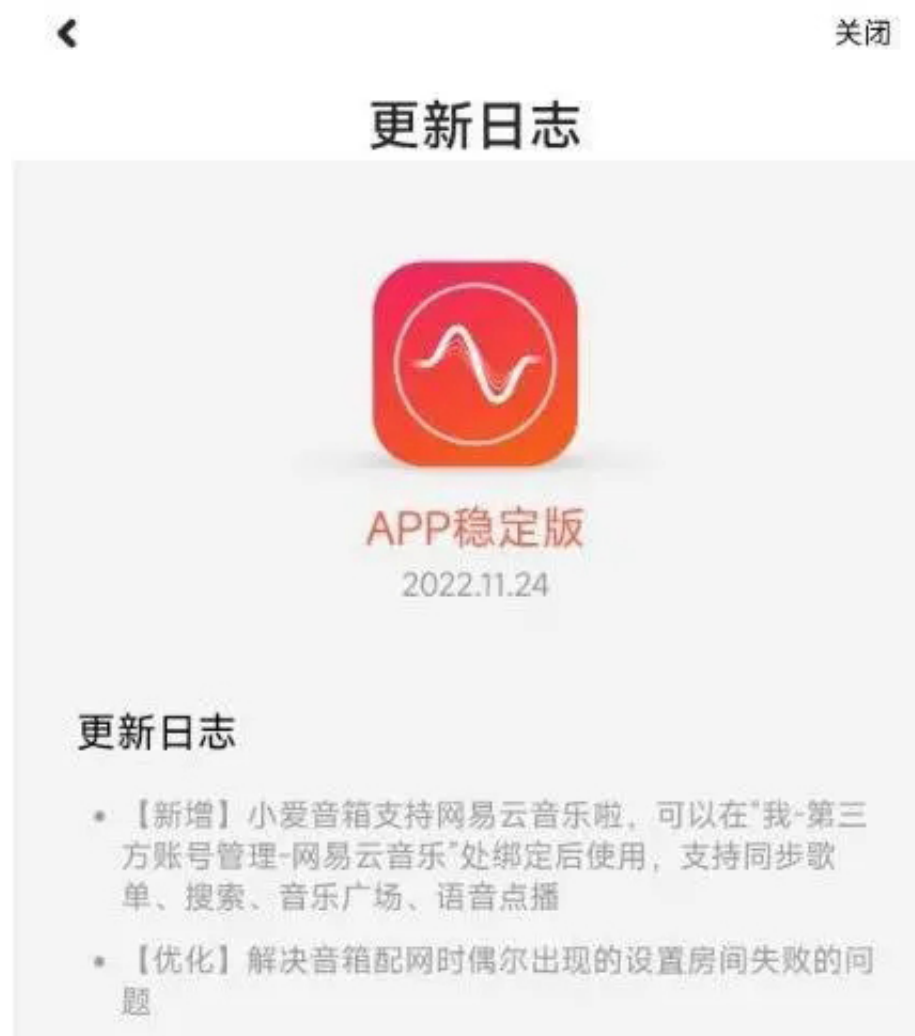 关闭
更新日志
APP稳定版
2022.11.24
更新日志
• 【新增】小爱音箱支持网易云音乐啦，可以在"我-第三
方账号管理-网易云音乐"处绑定后使用，支持同步歌
单、搜索、音乐广场、语音点播
• 【优化】解决音箱配网时偶尔出现的设置房间失败的问
题